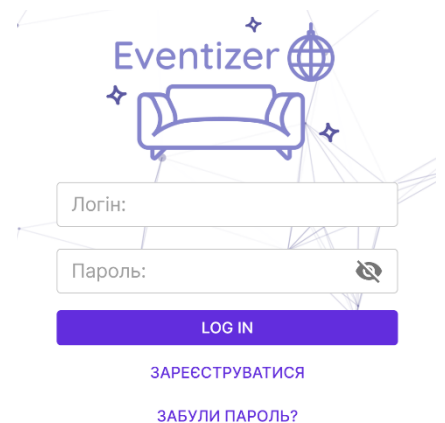 Eventizer
Логін:
Пароль:
LOG IN
ЗАРЕЄСТРУВАТИСЯ
ЗАБУЛИ ПАРОЛЬ?